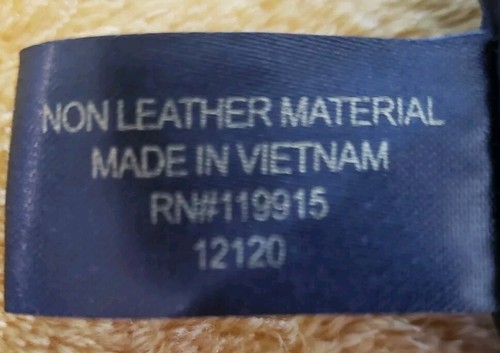 NON LEATHER MATERIAL
MADE IN VIETNAM
RN#119915
12120